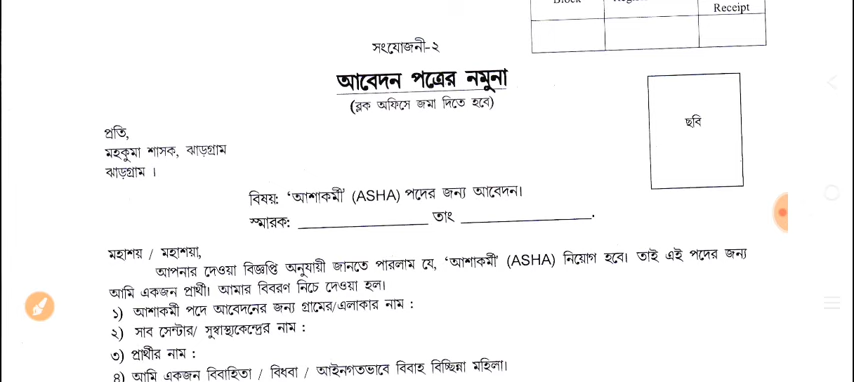 Receipt
সংযোজনী-২
আবেদন পত্রের নমুনা
(ব্লক অফিসে জমা দিতে হবে)
ছবি
প্রতি,
মহকুমা শাসক, ঝাড়গ্রাম
ঝাড়গ্রাম ।
বিষয়: ‘আশাকর্মী’ (ASHA) পদের জন্য আবেদন।
স্মারক: ____________ তাং ____________.
মহাশয় / মহাশয়া,
আপনার দেওয়া বিজ্ঞপ্তি অনুযায়ী জানতে পারলাম যে, ‘আশাকর্মী’ (ASHA) নিয়োগ হবে। তাই এই পদের জন্য
আমি একজন প্রার্থী। আমার বিবরণ নিচে দেওয়া হল।
১) আশাকর্মী পদে আবেদনের জন্য গ্রামের/এলাকার নাম :
২) সাব সেন্টার/ সুস্বাস্থ্যকেন্দ্রের নাম :
৩) প্রার্থীর নাম :
৪) আমি একজন বিবাহিতা / বিধবা / আইনগতভাবে বিবাহ বিচ্ছিন্না মহিলা।